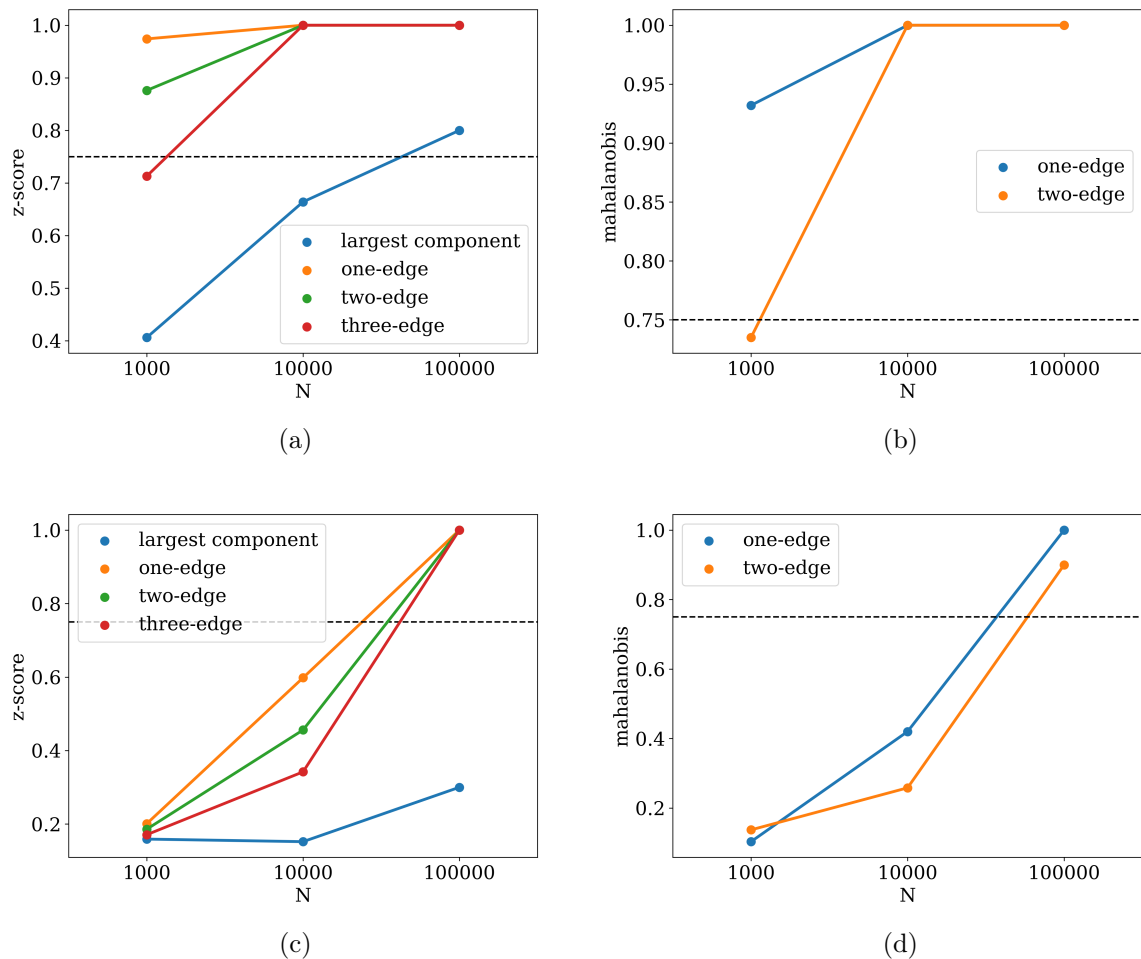 1.0
0.9
0.8
0.7
0.6
0.5
0.4
z-score
largest component
one-edge
two-edge
three-edge
1000 10000 100000
N
(a)
1.00
0.95
0.90
0.85
0.80
0.75
mahalanobis
one-edge
two-edge
1000 10000 100000
N
(b)
1.0
0.8
0.6
0.4
0.2
z-score
largest component
one-edge
two-edge
three-edge
1000 10000 100000
N
(c)
1.0
0.8
0.6
0.4
0.2
mahalanobis
one-edge
two-edge
1000 10000 100000
N
(d)